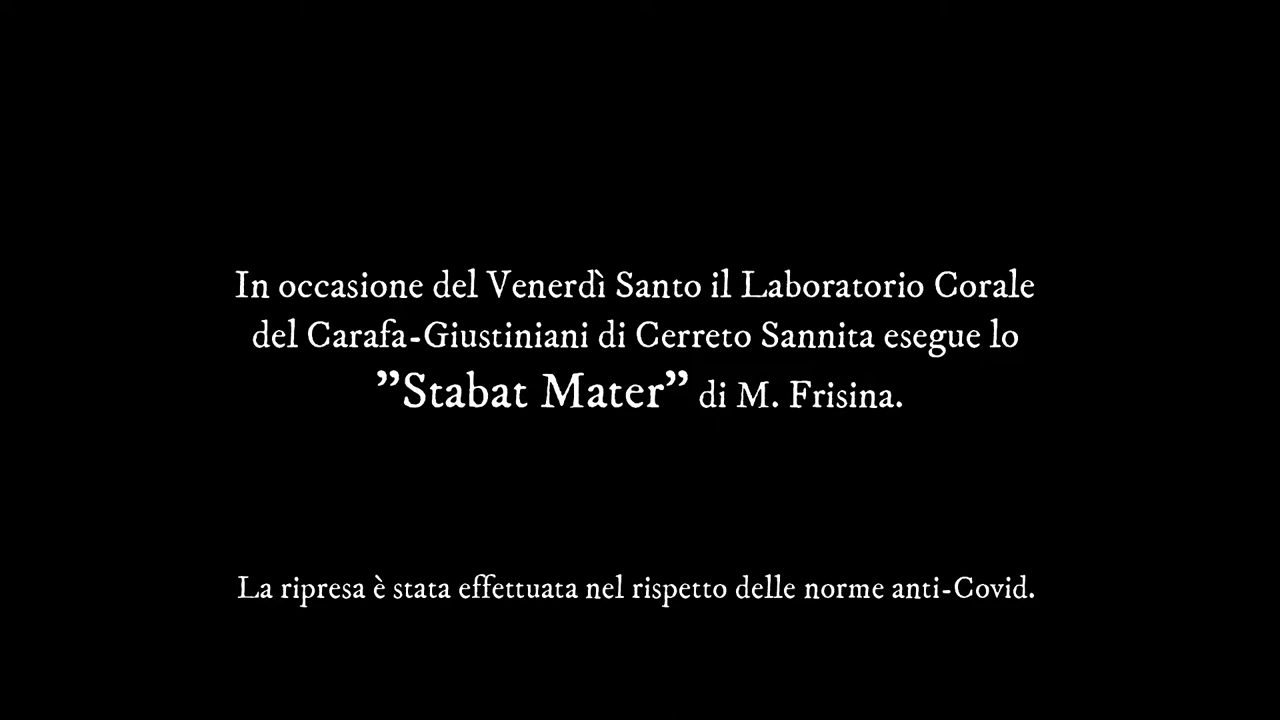 In occasione del Venerdì Santo il Laboratorio Corale
del Carafa-Giustiniani di Cerreto Sannita esegue lo
”Stabat Mater” di M. Frisina.
La ripresa è stata effettuata nel rispetto delle norme anti-Covid.